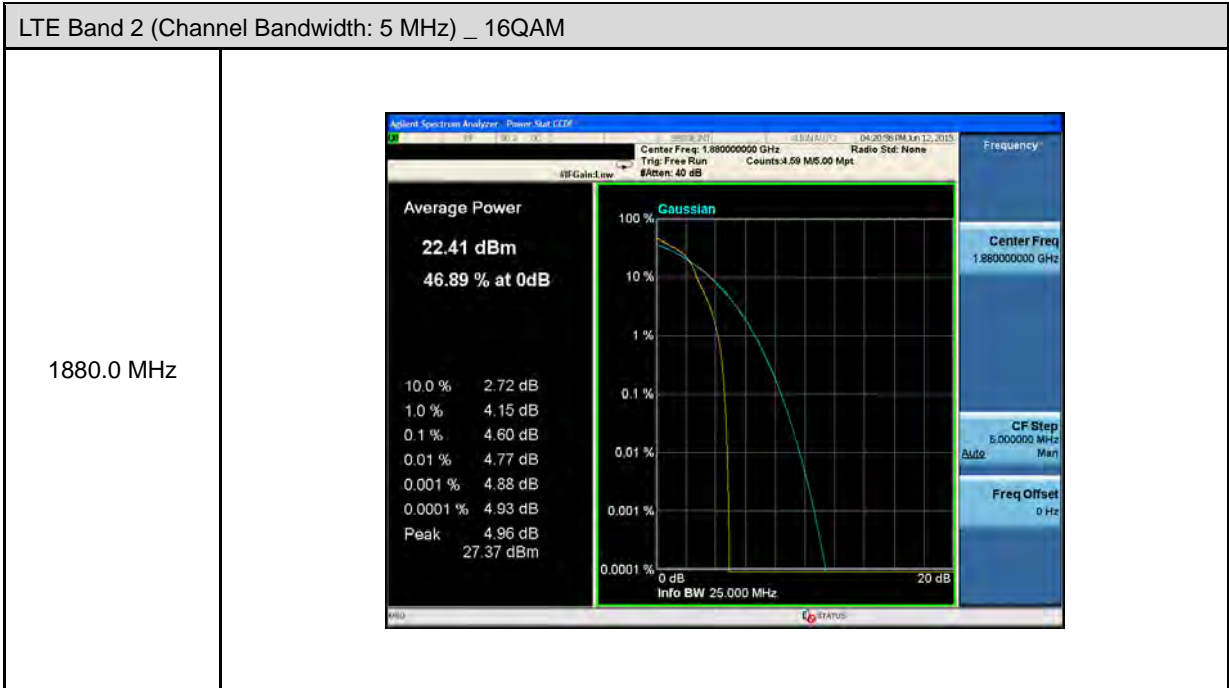 LTE Band 2 (Channel Bandwidth: 5 MHz) _ 16QAM
1880.0 MHz
Agilent Spectrum Analyzer - Power Stat CCDF
04:20:56 PM Jun 12, 2015
Center Freq: 1.880000000 GHz
Radio Std: None
Trig: Free Run
Counts:4.59 M/5.00 Mpt
#IFGain:Low
#Atten: 40 dB
Frequency
Average Power
22.41 dBm
46.89 % at 0dB
10.0 % 2.72 dB
1.0 % 4.15 dB
0.1 % 4.60 dB
0.01 % 4.77 dB
0.001 % 4.88 dB
0.0001 % 4.93 dB
Peak 4.96 dB
27.37 dBm
Gaussian
100 %
10 %
1 %
0.1 %
0.01 %
0.001 %
0.0001 %
0 dB
20 dB
Info BW 25.000 MHz
Center Freq
1.880000000 GHz
CF Step
5.000000 MHz
Auto Man
Freq Offset
0 Hz
MSG
STATUS